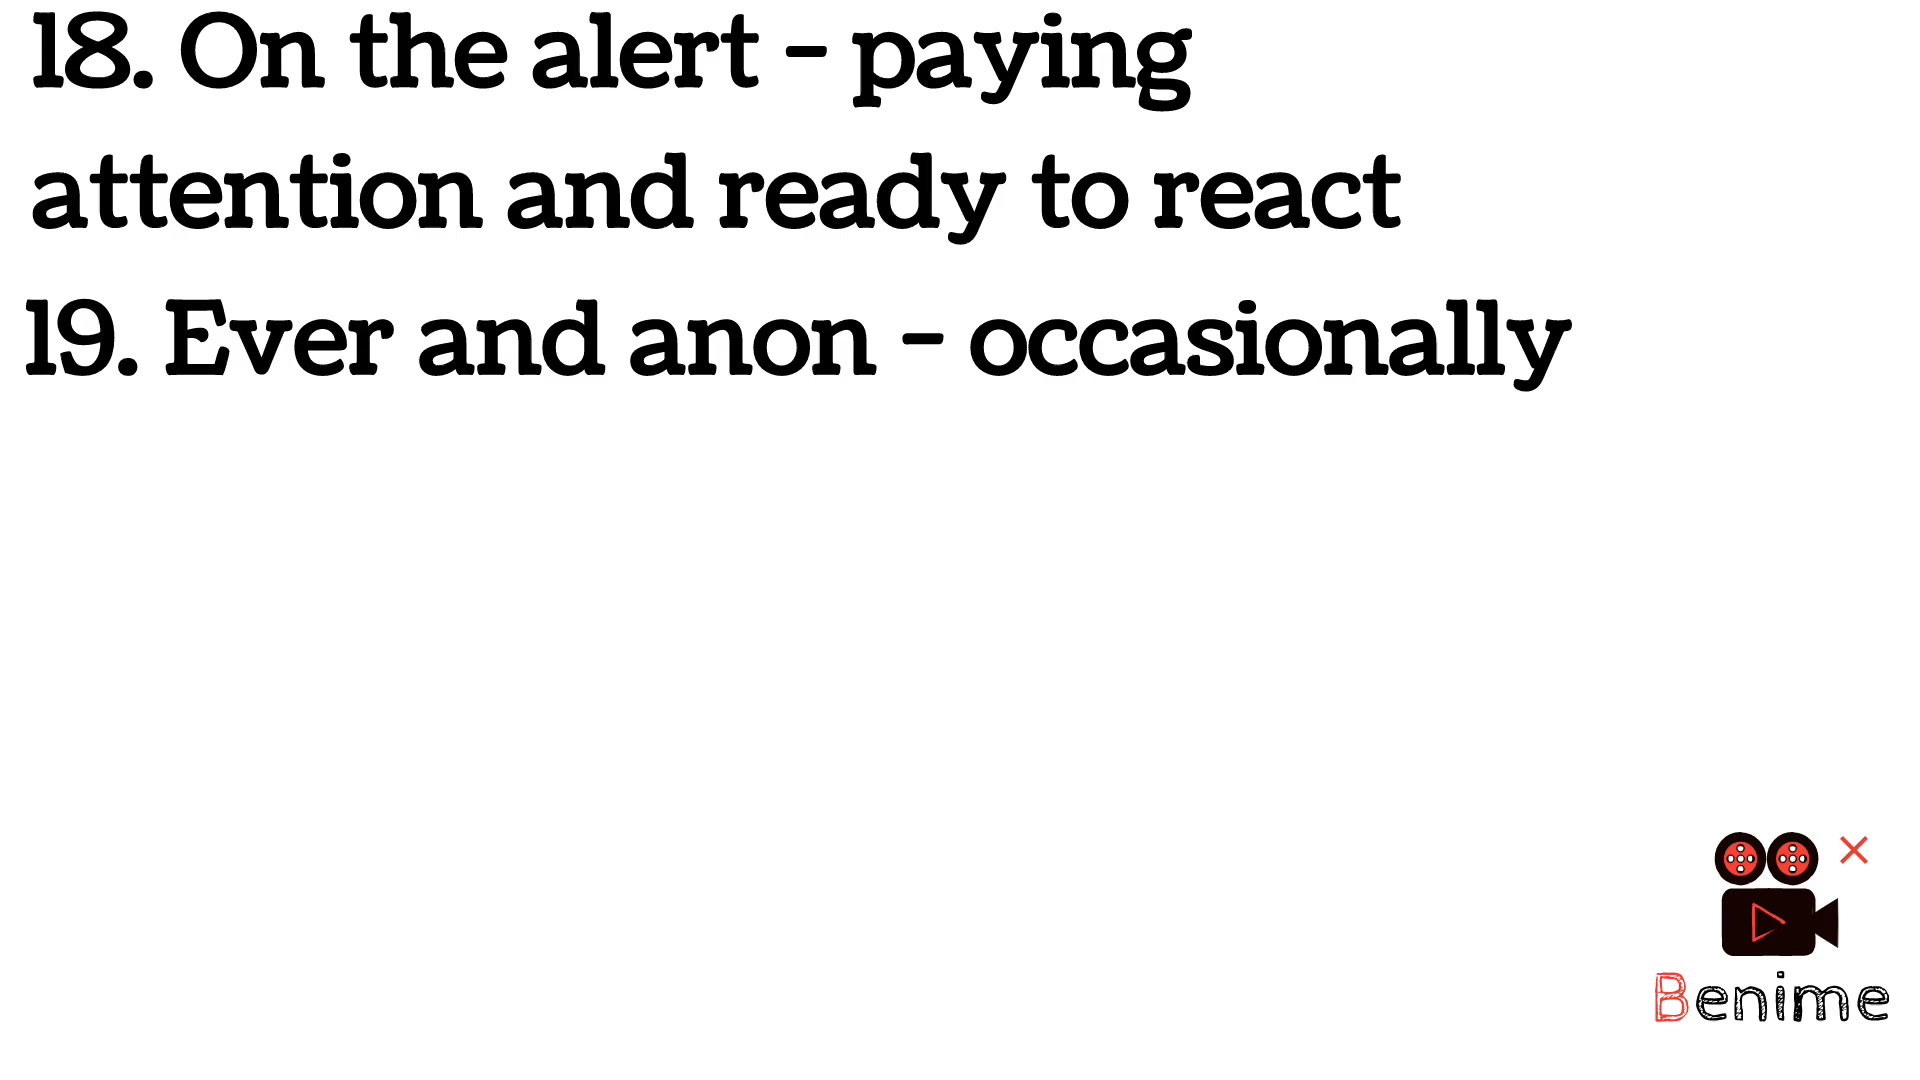 18. On the alert - paying
attention and ready to react
19. Ever and anon - occasionally
Benime